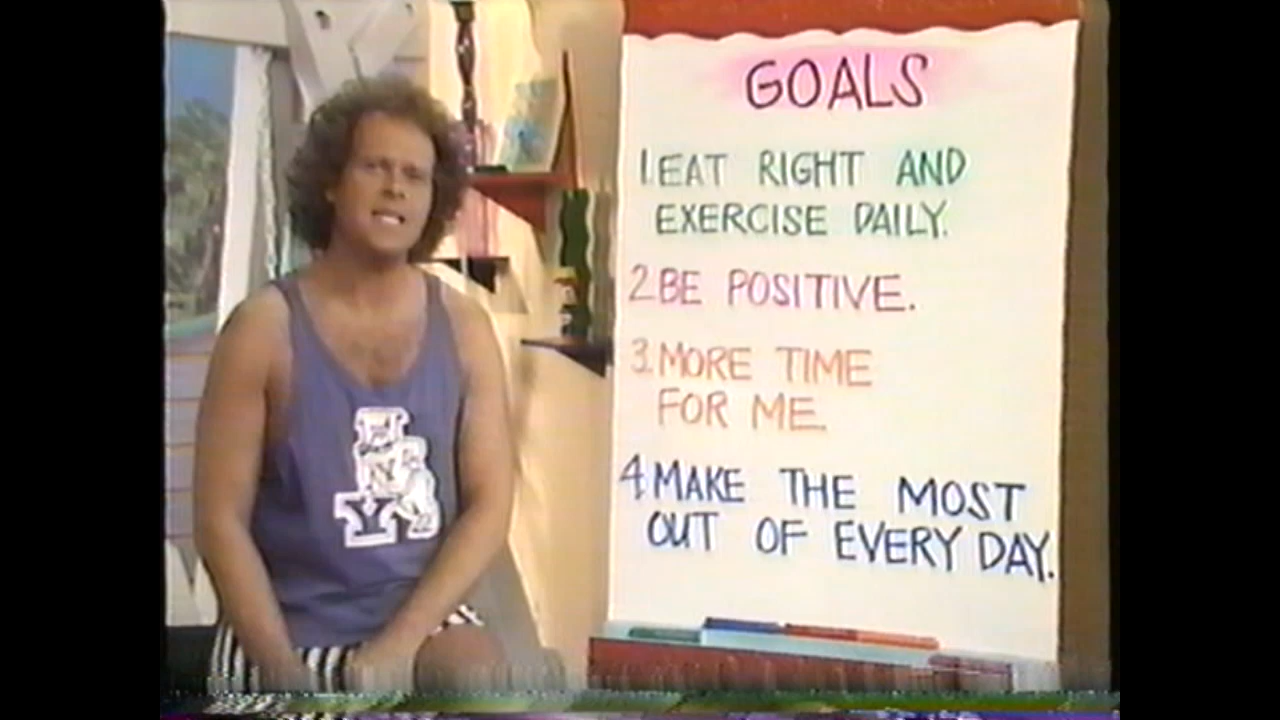 GOALS
1. EAT RIGHT AND
EXERCISE DAILY.
2. BE POSITIVE.
3. MORE TIME
FOR ME.
4. MAKE THE MOST
OUT OF EVERY DAY.
Y